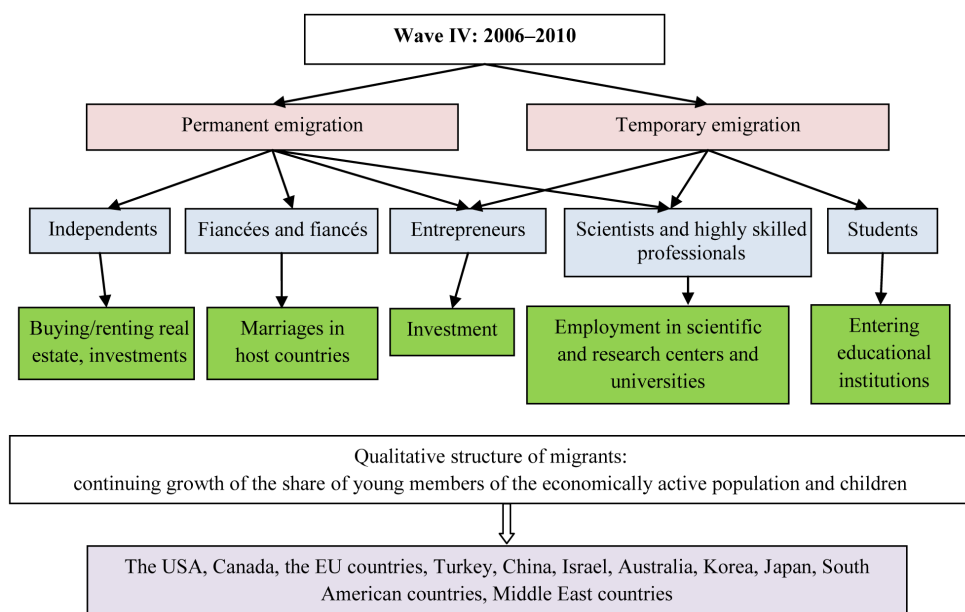 Wave IV: 2006–2010
Permanent emigration
Temporary emigration
Independents
Fiancées and fiancés
Entrepreneurs
Scientists and highly skilled
professionals
Students
Buying/renting real
estate, investments
Marriages in
host countries
Investment
Employment in scientific
and research centers and
universities
Entering
educational
institutions
Qualitative structure of migrants:
continuing growth of the share of young members of the economically active population and children
The USA, Canada, the EU countries, Turkey, China, Israel, Australia, Korea, Japan, South
American countries, Middle East countries